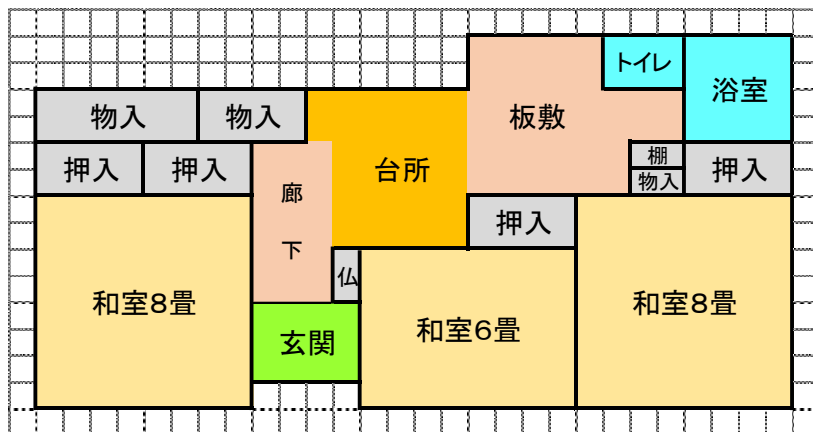 トイレ
浴室
物入
物入
板敷
押入
押入
台所
棚
物入
押入
廊
下
押入
仏
和室8畳
玄関
和室6畳
和室8畳